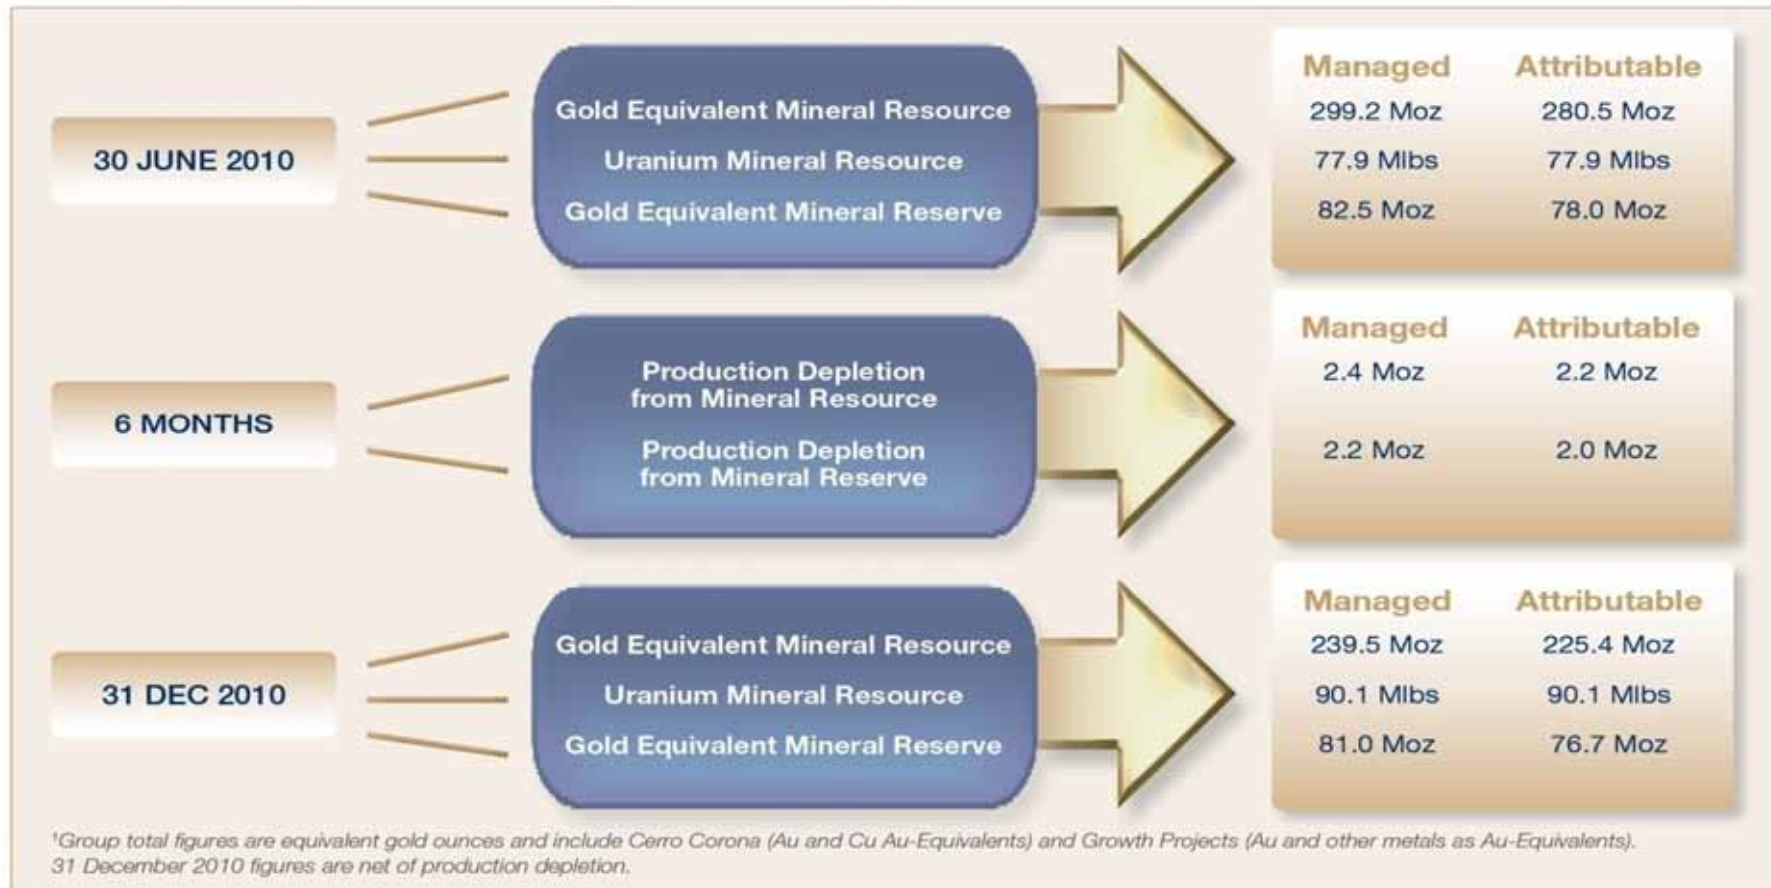 30 JUNE 2010
Gold Equivalent Mineral Resource
Uranium Mineral Resource
Gold Equivalent Mineral Reserve
Managed Attributable
299.2 Moz 280.5 Moz
77.9 Mlbs 77.9 Mlbs
82.5 Moz 78.0 Moz
6 MONTHS
Production Depletion
from Mineral Resource
Production Depletion
from Mineral Reserve
Managed Attributable
2.4 Moz 2.2 Moz
2.2 Moz 2.0 Moz
31 DEC 2010
Gold Equivalent Mineral Resource
Uranium Mineral Resource
Gold Equivalent Mineral Reserve
Managed Attributable
239.5 Moz 225.4 Moz
90.1 Mlbs 90.1 Mlbs
81.0 Moz 76.7 Moz
¹Group total figures are equivalent gold ounces and include Cerro Corona (Au and Cu Au-Equivalents) and Growth Projects (Au and other metals as Au-Equivalents).
31 December 2010 figures are net of production depletion.